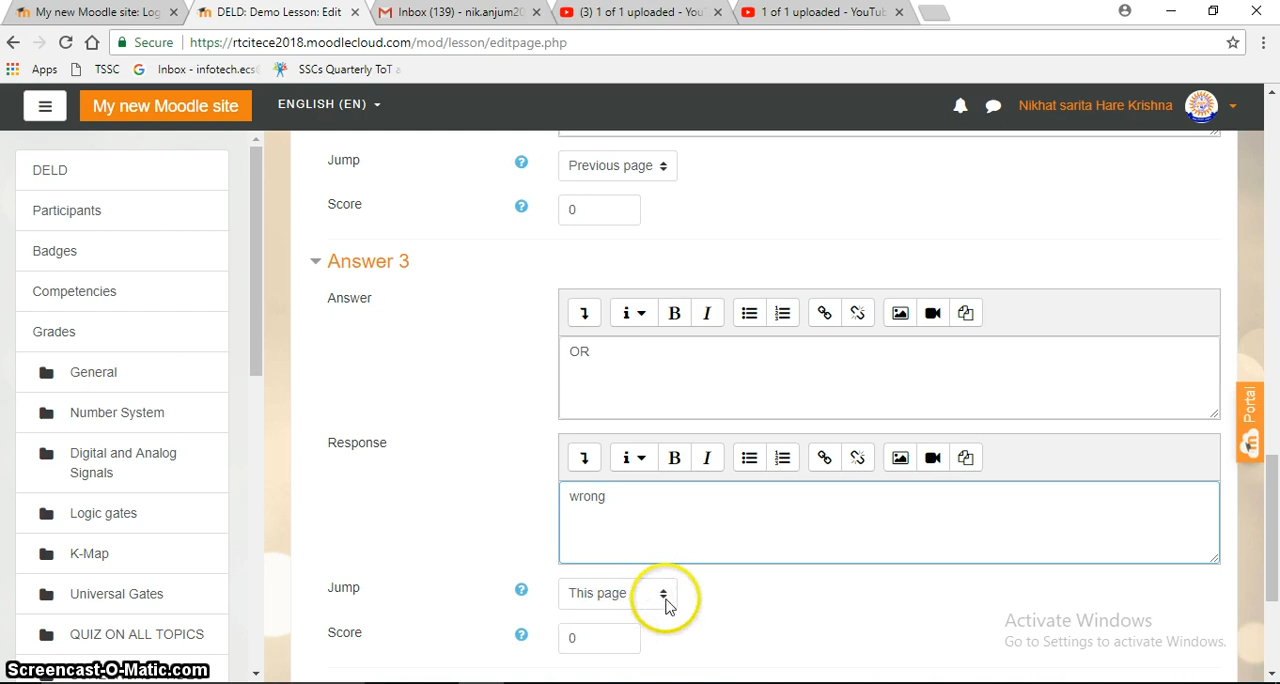 My new Moodle site: Log
DELD: Demo Lesson: Edit
Inbox (139) - nik.anjum20
(3) 1 of 1 uploaded - You
1 of 1 uploaded - YouTub
Secure
https://rtcitece2018.moodlecloud.com/mod/lesson/editpage.php
Apps
TSSC
Inbox - infotech.ecs
SSCs Quarterly ToT
My new Moodle site
ENGLISH (EN)
Nikhat sarita Hare Krishna
DELD
Participants
Badges
Competencies
Grades
General
Number System
Digital and Analog
Signals
Logic gates
K-Map
Universal Gates
QUIZ ON ALL TOPICS
Jump
Previous page
Score
0
Answer 3
Answer
i
B
I
OR
Response
i
B
I
wrong
Jump
This page
Score
0
Portal
Activate Windows
Go to Settings to activate Windows.
Screencast-O-Matic.com